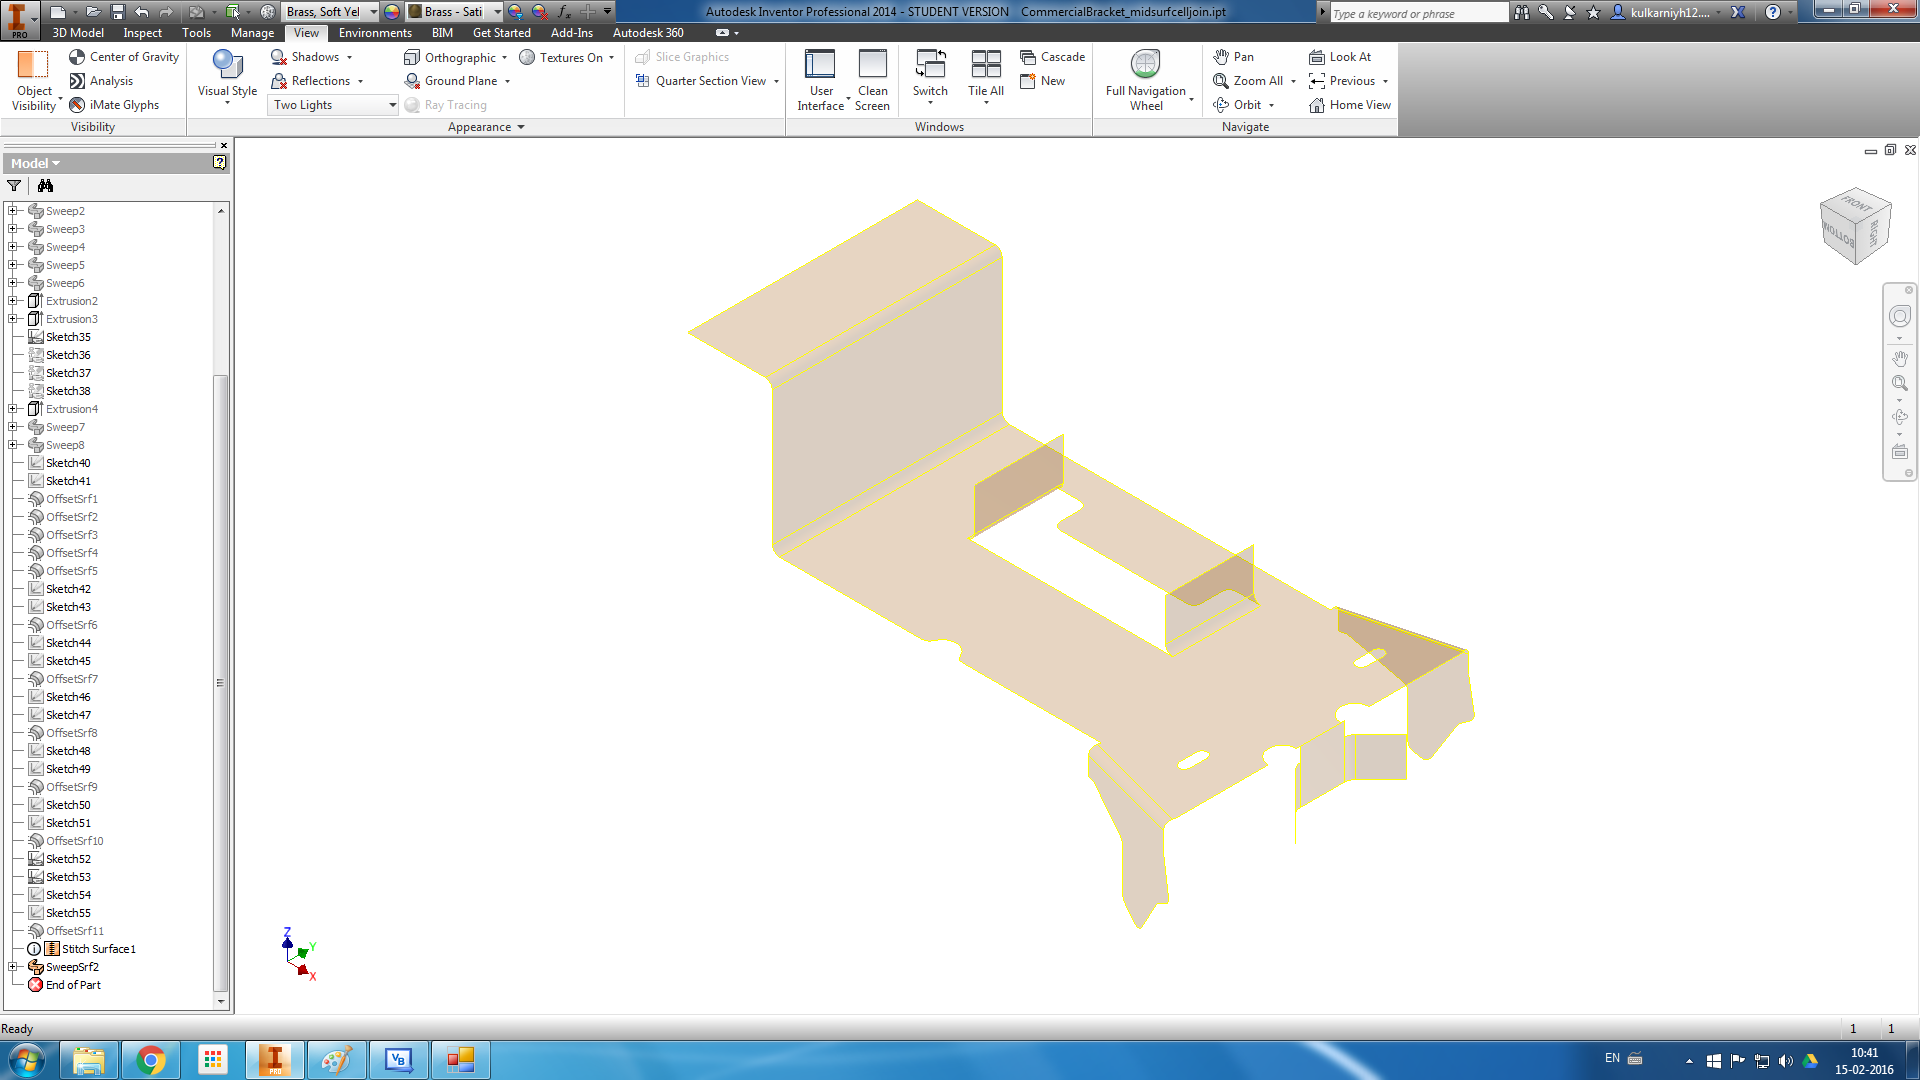 Brass, Soft Yel
Brass - Sati
Autodesk Inventor Professional 2014 - STUDENT VERSION CommercialBracket_midsurfcelljoin.ipt
Type a keyword or phrase
kulkarniyh12....
PRO
3D Model Inspect Tools Manage View Environments BIM Get Started Add-Ins Autodesk 360
Object Visibility
Center of Gravity
Analysis
iMate Glyphs
Visibility
Visual Style
Shadows
Reflections
Two Lights
Orthographic
Ground Plane
Ray Tracing
Textures On
Appearance
Slice Graphics
Quarter Section View
User Interface
Clean Screen
Switch
Tile All
Cascade
New
Windows
Full Navigation Wheel
Pan
Zoom All
Orbit
Look At
Previous
Home View
Navigate
Model
Sweep2
Sweep3
Sweep4
Sweep5
Sweep6
Extrusion2
Extrusion3
Sketch35
Sketch36
Sketch37
Sketch38
Extrusion4
Sweep7
Sweep8
Sketch40
Sketch41
OffsetSrf1
OffsetSrf2
OffsetSrf3
OffsetSrf4
OffsetSrf5
Sketch42
Sketch43
OffsetSrf6
Sketch44
Sketch45
OffsetSrf7
Sketch46
Sketch47
OffsetSrf8
Sketch48
Sketch49
OffsetSrf9
Sketch50
Sketch51
OffsetSrf10
Sketch52
Sketch53
Sketch54
Sketch55
OffsetSrf11
Stitch Surface1
SweepSrf2
End of Part
FRONT
BOTTOM
RIGHT
Z
Y
X
Ready
1 1
PRO
VB
EN
10:41
15-02-2016